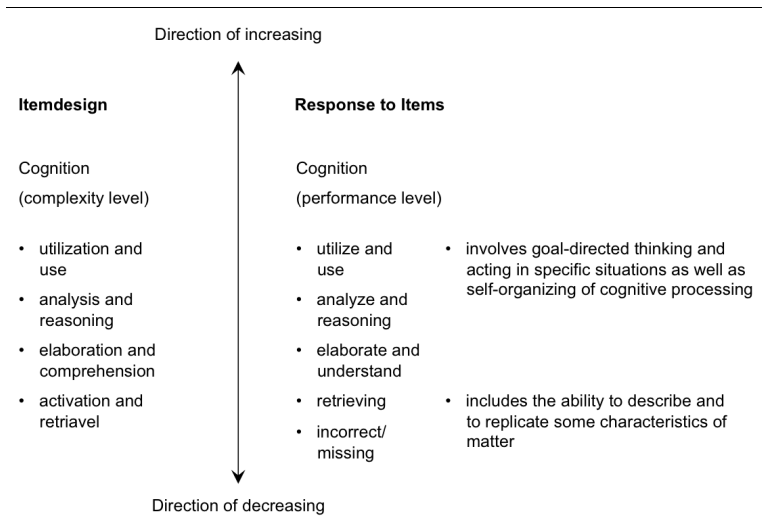 Direction of increasing
Itemdesign
Response to Items
Cognition
(complexity level)
Cognition
(performance level)
• utilization and
use
• analysis and
reasoning
• elaboration and
comprehension
• activation and
retriavel
• utilize and
use
• analyze and
reasoning
• elaborate and
understand
• retrieving
• incorrect/
missing
• involves goal-directed thinking and
acting in specific situations as well as
self-organizing of cognitive processing
• includes the ability to describe and
to replicate some characteristics of
matter
Direction of decreasing